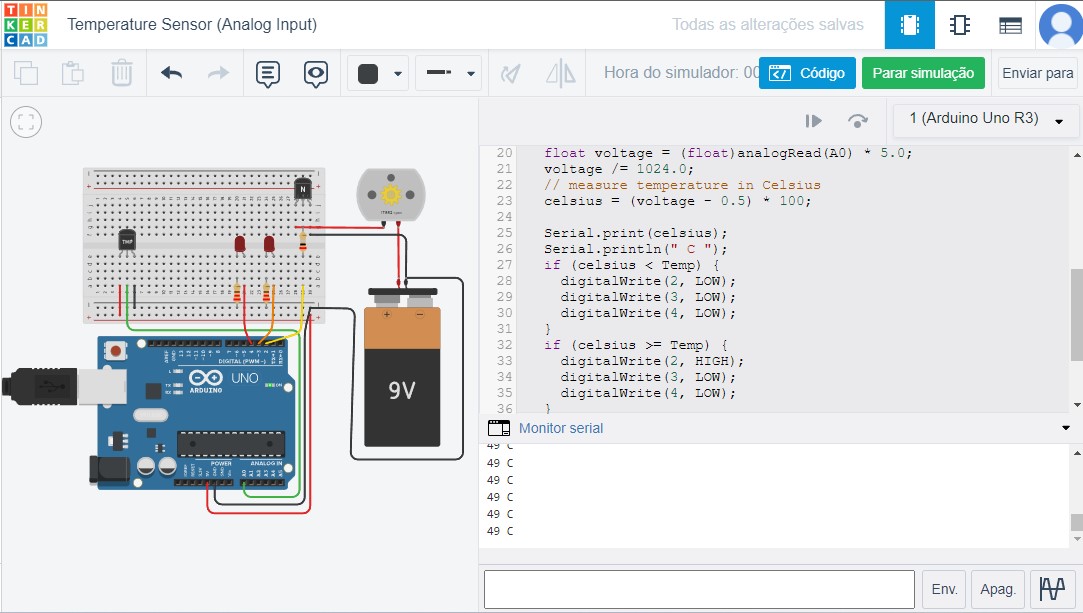 TIN
KER
CAD
Temperature Sensor (Analog Input)
Todas as alterações salvas
Hora do simulador: 00
Código
Parar simulação
Enviar para
1 (Arduino Uno R3)
20 float voltage = (float)analogRead(A0) * 5.0;
21 voltage /= 1024.0;
22 // measure temperature in Celsius
23 celsius = (voltage - 0.5) * 100;
24
25 Serial.print(celsius);
26 Serial.println(" C ");
27 if (celsius < Temp) {
28 digitalWrite(2, LOW);
29 digitalWrite(3, LOW);
30 digitalWrite(4, LOW);
31 }
32 if (celsius >= Temp) {
33 digitalWrite(2, HIGH);
34 digitalWrite(3, LOW);
35 digitalWrite(4, LOW);
36 }
N
TMP
DIGITAL (PWM ~)
UNO
ARDUINO
POWER
ANALOG IN
9V
Monitor serial
49 C
49 C
49 C
49 C
49 C
49 C
Env.
Apag.